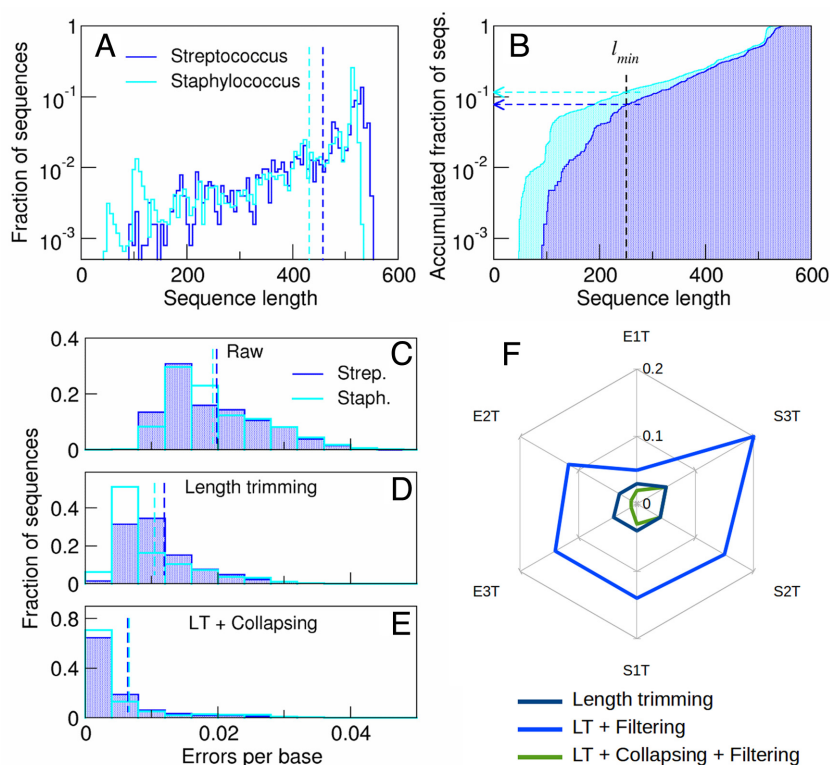 A
Streptococcus
Staphylococcus
Fraction of sequences
1
10^-1
10^-2
10^-3
0
200
400
600
Sequence length
B
l_min
Accumulated fraction of seqs.
1
10^-1
10^-2
10^-3
0
200
400
600
Sequence length
C
Raw
Strep.
Staph.
0.4
0.2
0
D
Length trimming
0.4
0.2
0
E
LT + Collapsing
0.8
0.4
0
Fraction of sequences
0
0.02
0.04
Errors per base
F
E1T
0.2
E2T
S3T
0.1
0
E3T
S2T
S1T
Length trimming
LT + Filtering
LT + Collapsing + Filtering